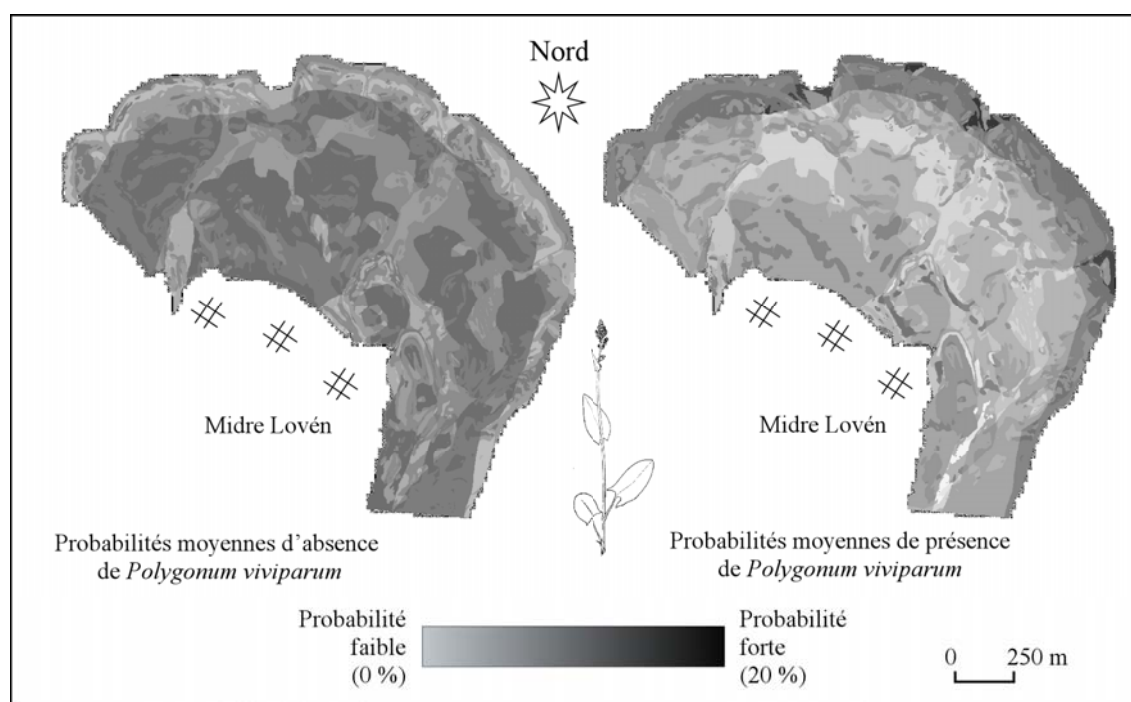 Nord
Midre Lovén
Midre Lovén
Probabilités moyennes d’absence
de Polygonum viviparum
Probabilités moyennes de présence
de Polygonum viviparum
Probabilité
faible
(0 %)
Probabilité
forte
(20 %)
0 250 m